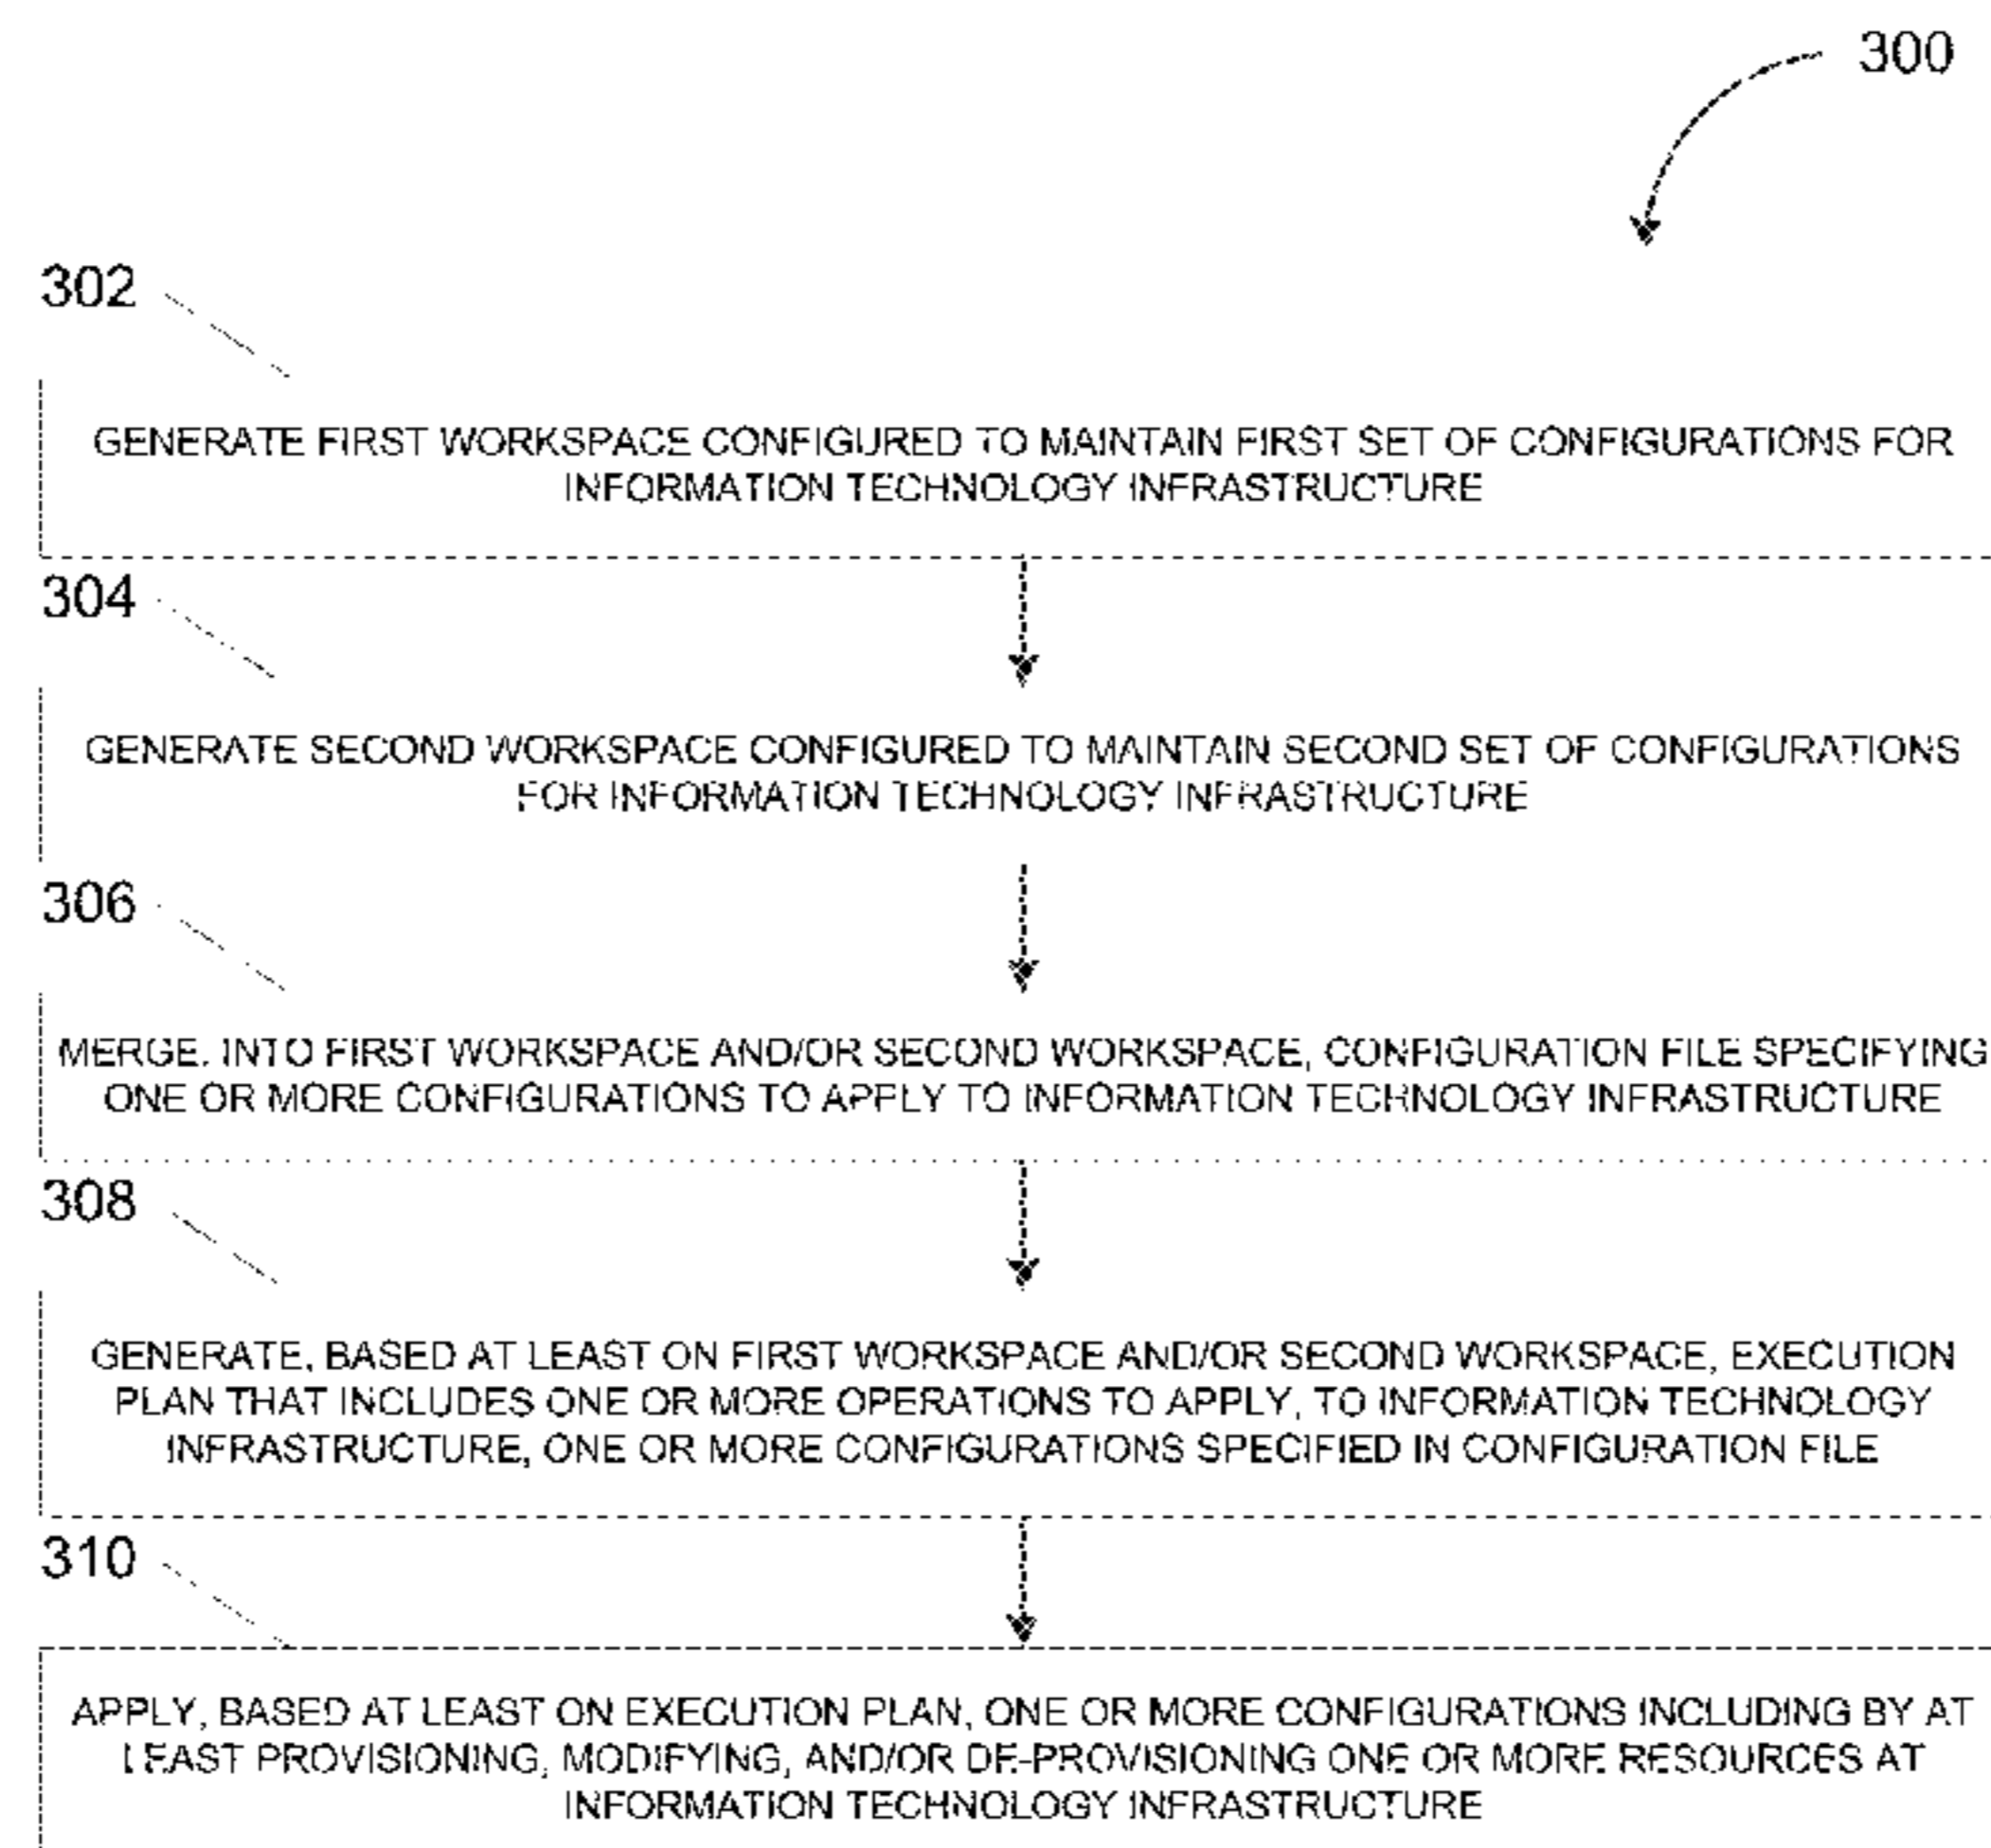 300
302
GENERATE FIRST WORKSPACE CONFIGURED TO MAINTAIN FIRST SET OF CONFIGURATIONS FOR
INFORMATION TECHNOLOGY INFRASTRUCTURE
304
GENERATE SECOND WORKSPACE CONFIGURED TO MAINTAIN SECOND SET OF CONFIGURATIONS
FOR INFORMATION TECHNOLOGY INFRASTRUCTURE
306
MERGE, INTO FIRST WORKSPACE AND/OR SECOND WORKSPACE, CONFIGURATION FILE SPECIFYING
ONE OR MORE CONFIGURATIONS TO APPLY TO INFORMATION TECHNOLOGY INFRASTRUCTURE
308
GENERATE, BASED AT LEAST ON FIRST WORKSPACE AND/OR SECOND WORKSPACE, EXECUTION
PLAN THAT INCLUDES ONE OR MORE OPERATIONS TO APPLY, TO INFORMATION TECHNOLOGY
INFRASTRUCTURE, ONE OR MORE CONFIGURATIONS SPECIFIED IN CONFIGURATION FILE
310
APPLY, BASED AT LEAST ON EXECUTION PLAN, ONE OR MORE CONFIGURATIONS INCLUDING BY AT
LEAST PROVISIONING, MODIFYING, AND/OR DE-PROVISIONING ONE OR MORE RESOURCES AT
INFORMATION TECHNOLOGY INFRASTRUCTURE